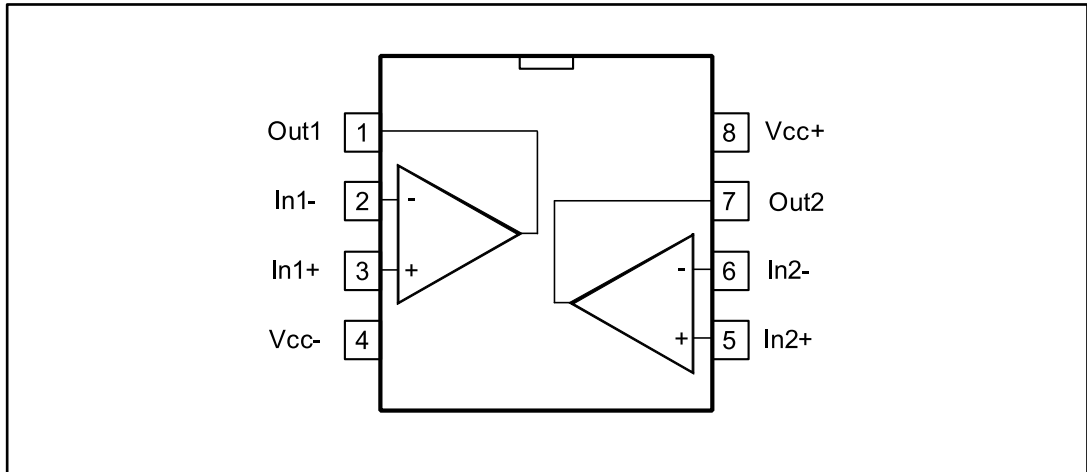 Out1 1
In1- 2 -
In1+ 3 +
Vcc- 4
8 Vcc+
7 Out2
- 6 In2-
+ 5 In2+